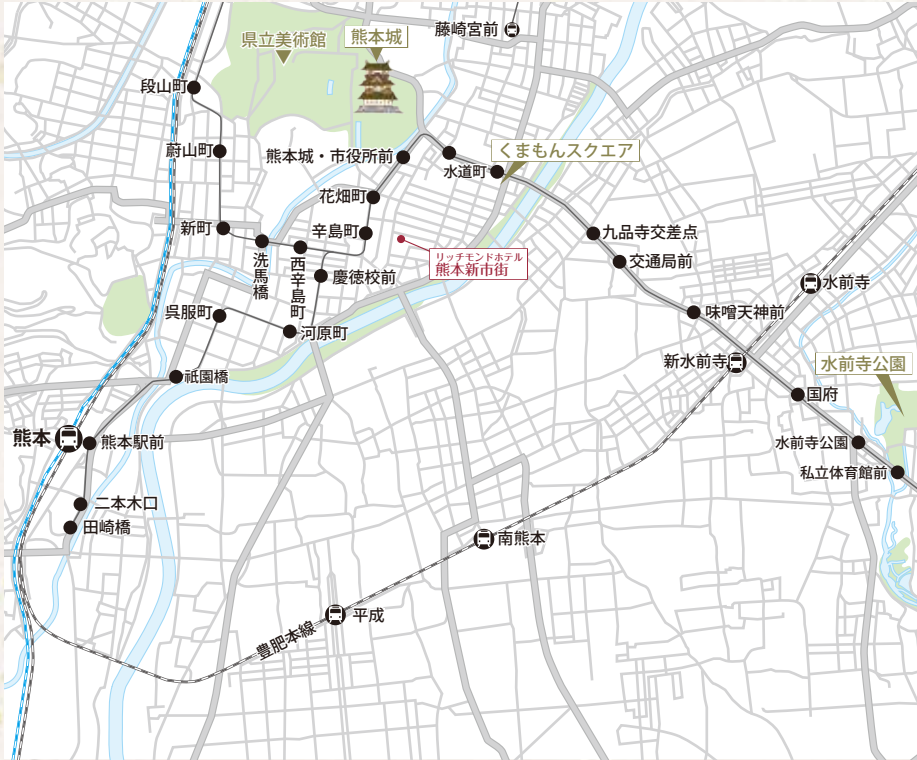 藤崎宮前
県立美術館
熊本城
段山町
蔚山町
熊本城・市役所前
水道町
くまもんスクエア
花畑町
新町
洗馬橋
西辛島町
辛島町
リッチモンドホテル
熊本新市街
九品寺交差点
交通局前
慶徳校前
水前寺
呉服町
河原町
味噌天神前
新水前寺
水前寺公園
祇園橋
国府
熊本
熊本駅前
水前寺公園
私立体育館前
二本木口
田崎橋
南熊本
平成
豊肥本線